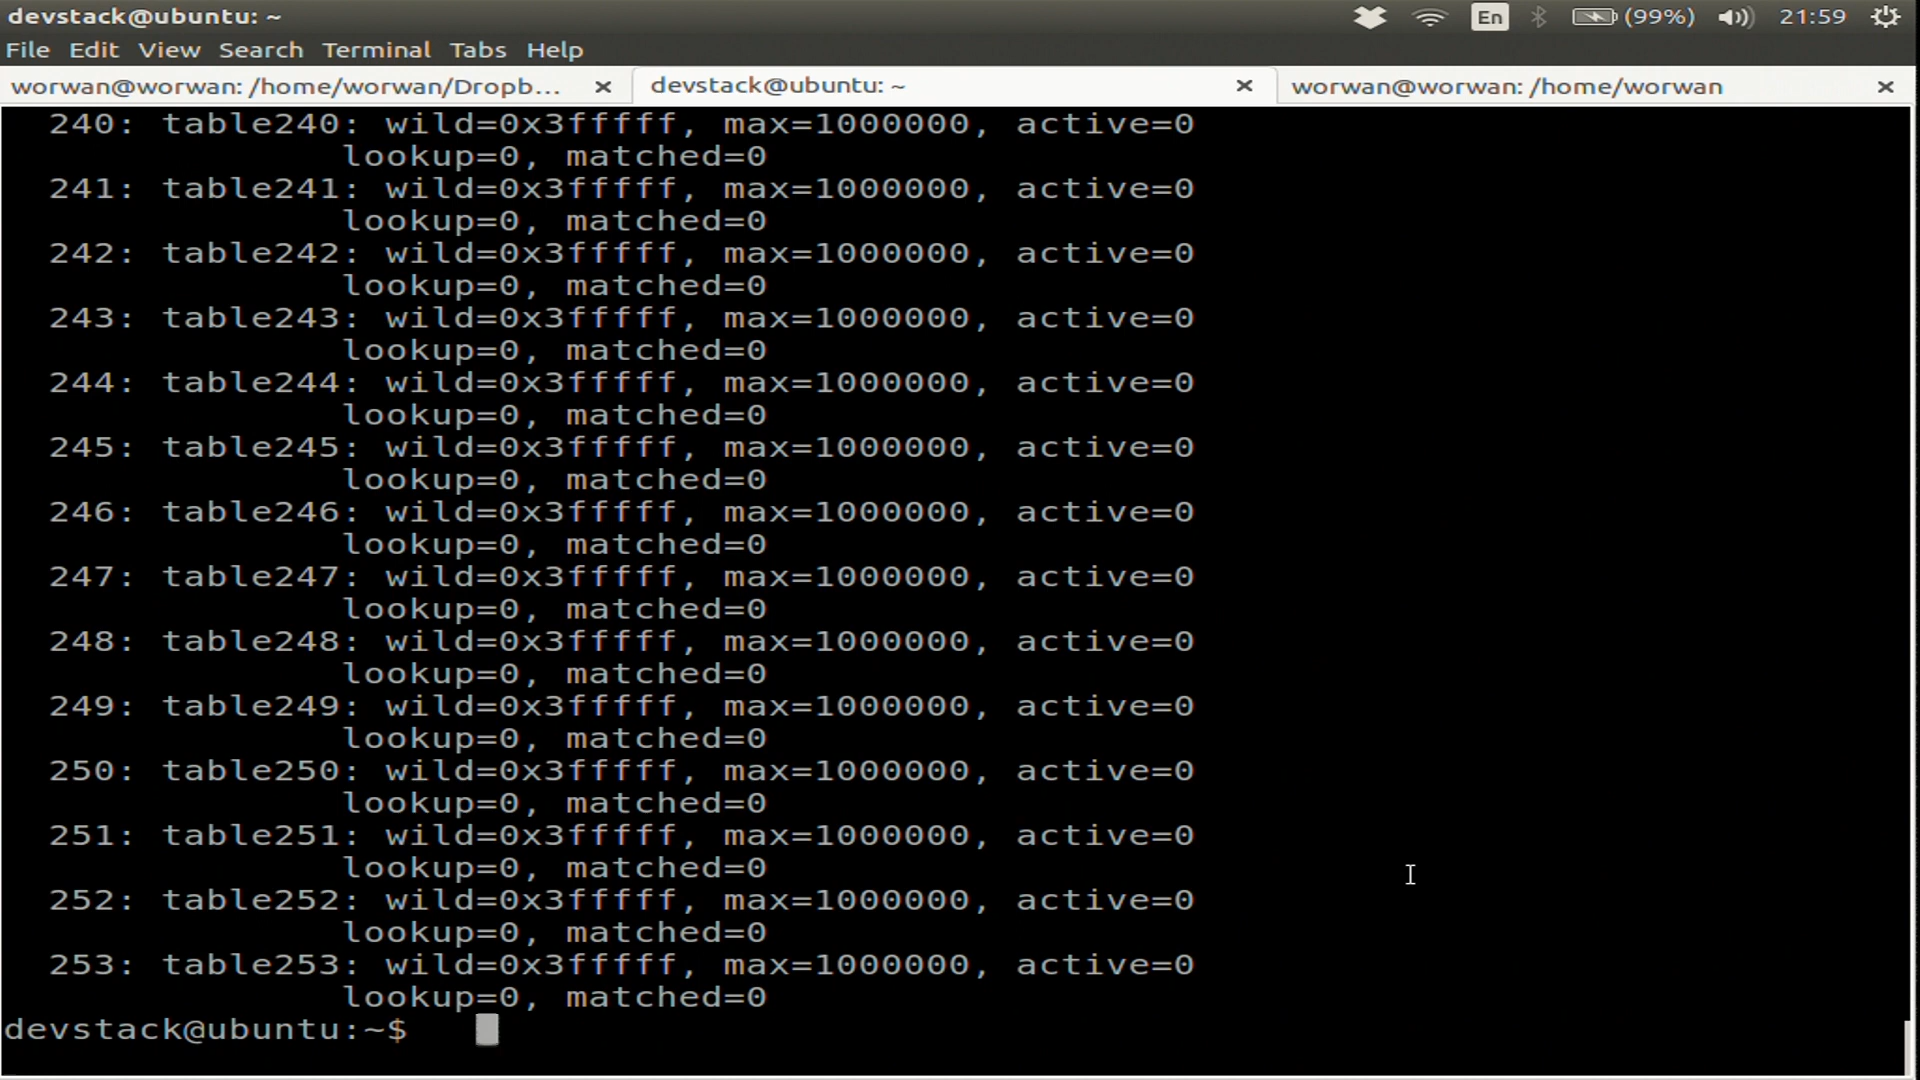 devstack@ubuntu: ~
En (99%) 21:59
File Edit View Search Terminal Tabs Help
worwan@worwan: /home/worwan/Dropb... × devstack@ubuntu: ~ × worwan@worwan: /home/worwan ×
240: table240: wild=0x3fffff, max=1000000, active=0
lookup=0, matched=0
241: table241: wild=0x3fffff, max=1000000, active=0
lookup=0, matched=0
242: table242: wild=0x3fffff, max=1000000, active=0
lookup=0, matched=0
243: table243: wild=0x3fffff, max=1000000, active=0
lookup=0, matched=0
244: table244: wild=0x3fffff, max=1000000, active=0
lookup=0, matched=0
245: table245: wild=0x3fffff, max=1000000, active=0
lookup=0, matched=0
246: table246: wild=0x3fffff, max=1000000, active=0
lookup=0, matched=0
247: table247: wild=0x3fffff, max=1000000, active=0
lookup=0, matched=0
248: table248: wild=0x3fffff, max=1000000, active=0
lookup=0, matched=0
249: table249: wild=0x3fffff, max=1000000, active=0
lookup=0, matched=0
250: table250: wild=0x3fffff, max=1000000, active=0
lookup=0, matched=0
251: table251: wild=0x3fffff, max=1000000, active=0
lookup=0, matched=0
252: table252: wild=0x3fffff, max=1000000, active=0
lookup=0, matched=0
253: table253: wild=0x3fffff, max=1000000, active=0
lookup=0, matched=0
devstack@ubuntu:~$